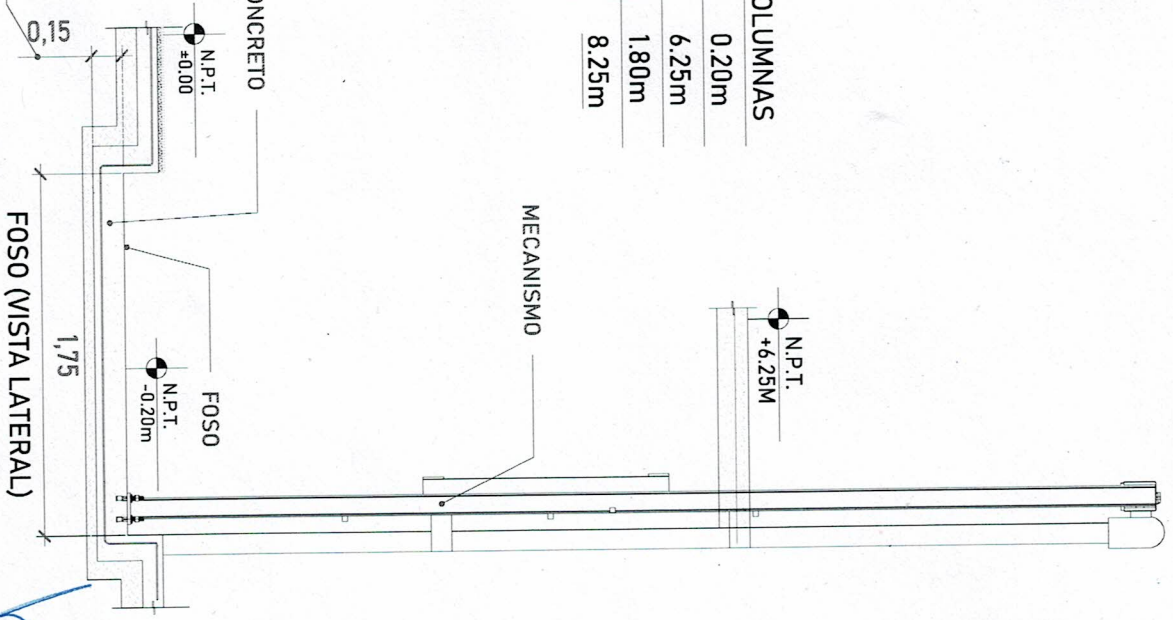 OLUMNAS
0.20m
6.25m
1.80m
8.25m
N.P.T.
+6.25M
MECANISMO
ONCRETO
N.P.T.
±0.00
0,15
FOSO
N.P.T.
-0.20m
1,75
FOSO (VISTA LATERAL)